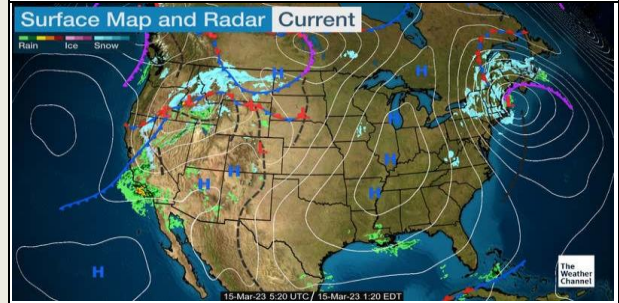 Surface Map and Radar Current
Rain Ice Snow
H
H
H
H
H
H
H
L
The
Weather
Channel
15-Mar-23 5:20 UTC / 15-Mar-23 1:20 EDT